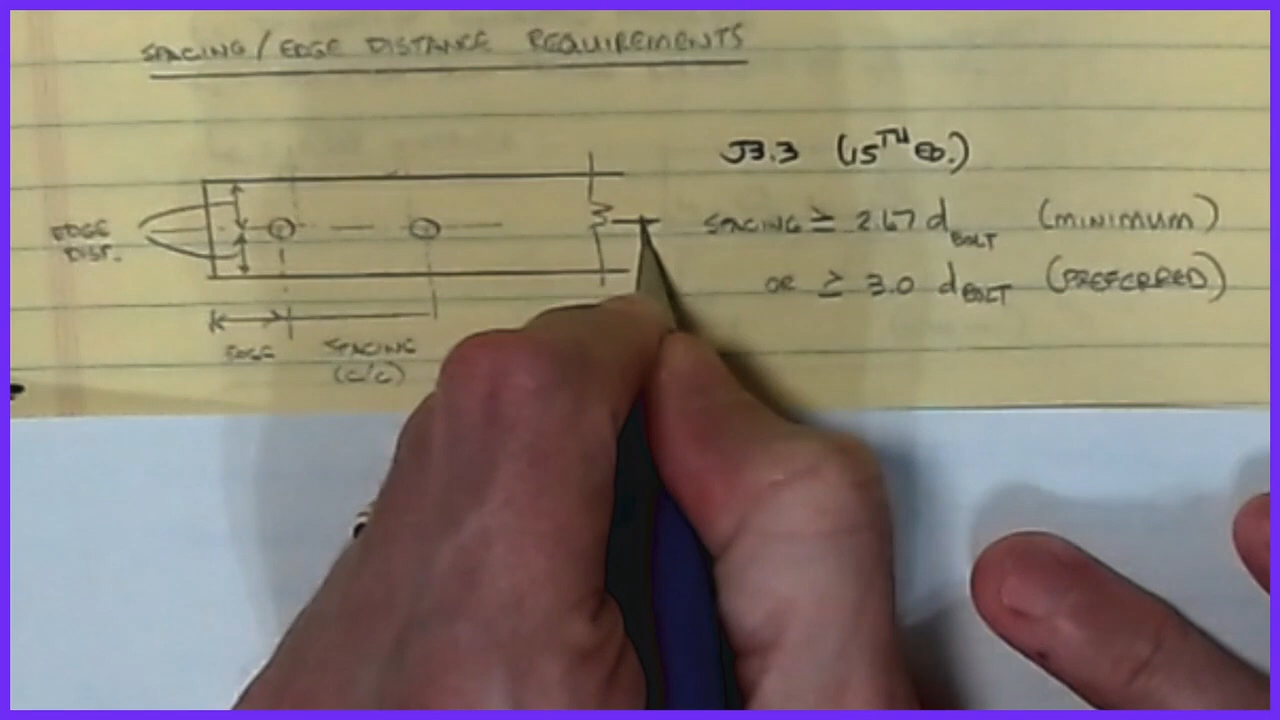 SPACING/EDGE DISTANCE REQUIREMENTS
J3.3 (15TH ED.)
EDGE
DIST.
SPACING ≥ 2.67 dBOLT (MINIMUM)
OR ≥ 3.0 dBOLT (PREFERRED)
EDGE SPACING
(c/c)